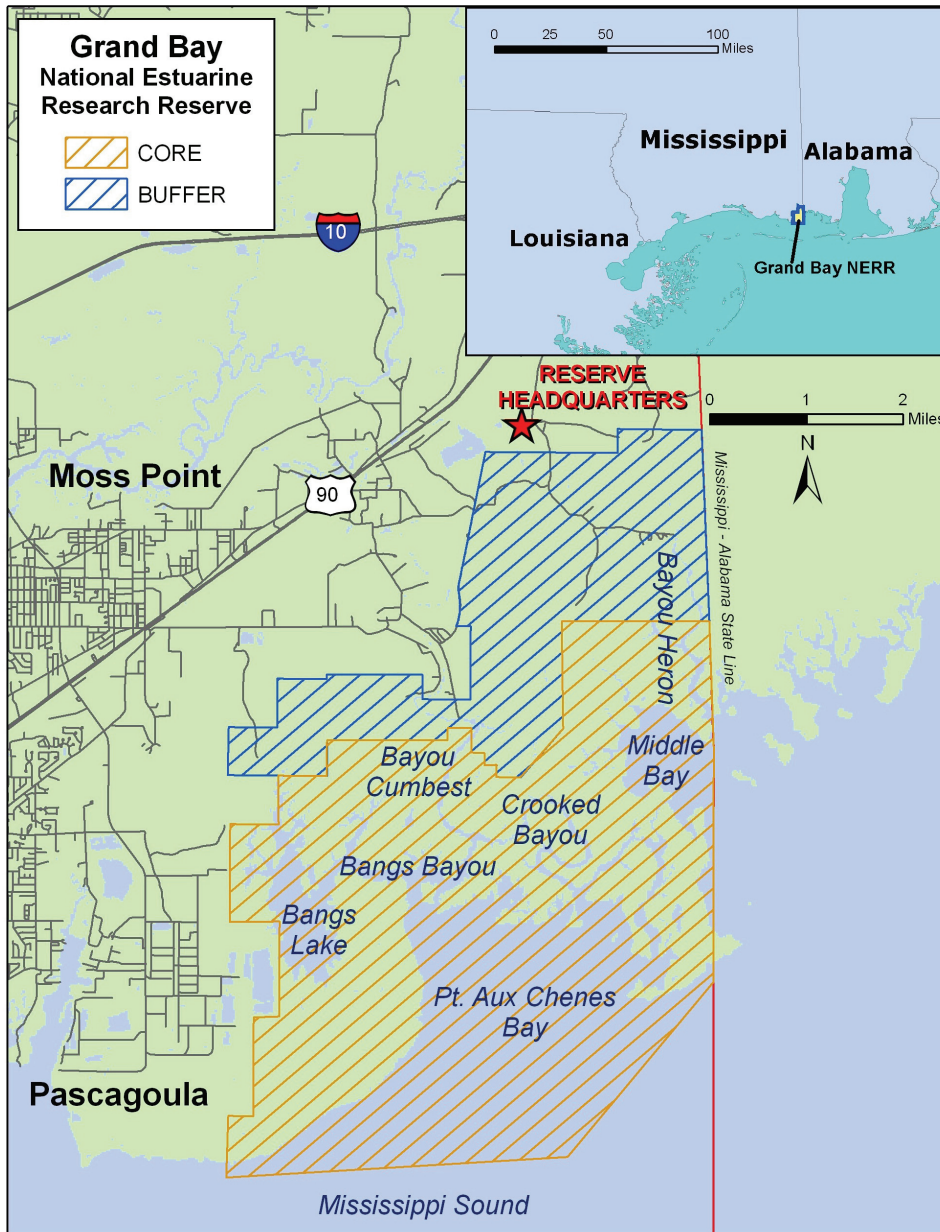 Grand Bay
National Estuarine
Research Reserve
CORE
BUFFER
10
0 25 50 100
Miles
Mississippi
Alabama
Louisiana
Grand Bay NERR
RESERVE
HEADQUARTERS
0 1 2
Miles
N
Moss Point
90
Mississippi - Alabama State Line
Bayou Heron
Middle
Bay
Bayou
Cumbest
Crooked
Bayou
Bangs Bayou
Bangs
Lake
Pt. Aux Chenes
Bay
Pascagoula
Mississippi Sound